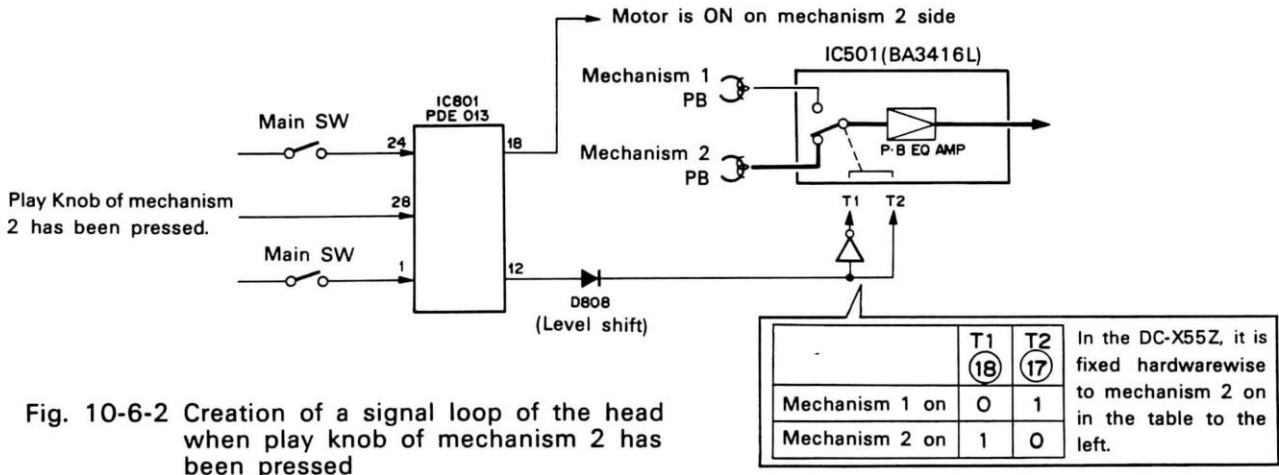 Motor is ON on mechanism 2 side
IC501(BA3416L)
Mechanism 1
PB
IC801
PDE 013
Main SW
24
18
Mechanism 2
PB
P·B EQ AMP
Play Knob of mechanism
2 has been pressed.
28
T1 T2
Main SW
1
12
D808
(Level shift)
T1 T2
18 17
Mechanism 1 on 0 1
Mechanism 2 on 1 0
In the DC-X55Z, it is
fixed hardwarewise
to mechanism 2 on
in the table to the
left.
Fig. 10-6-2 Creation of a signal loop of the head
when play knob of mechanism 2 has
been pressed